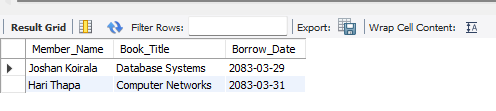 Result Grid Filter Rows: Export: Wrap Cell Content:
Member_Name Book_Title Borrow_Date
Joshan Koirala Database Systems 2083-03-29
Hari Thapa Computer Networks 2083-03-31